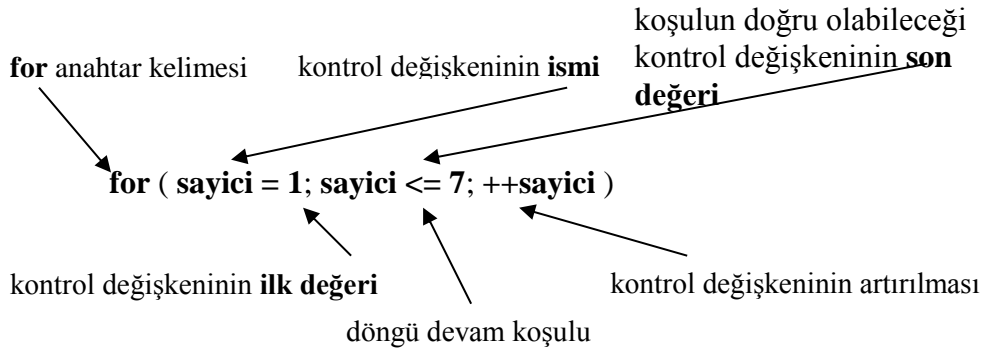 koşulun doğru olabileceği
for anahtar kelimesi
kontrol değişkeninin ismi
kontrol değişkeninin son
değeri
for ( sayici = 1; sayici <= 7; ++sayici )
kontrol değişkeninin ilk değeri
kontrol değişkeninin artırılması
döngü devam koşulu